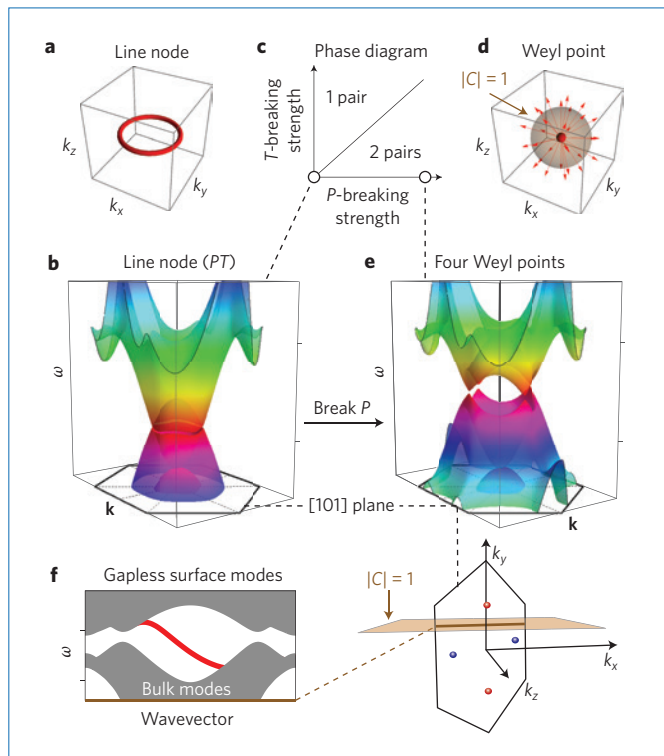 a
Line node
k_z
k_x
k_y
c
Phase diagram
T-breaking
strength
1 pair
2 pairs
P-breaking
strength
d
Weyl point
|C| = 1
k_z
k_x
k_y
b
Line node (PT)
ω
k
Break P
e
Four Weyl points
ω
k
[101] plane
f
Gapless surface modes
ω
Bulk modes
Wavevector
|C| = 1
k_y
k_x
k_z